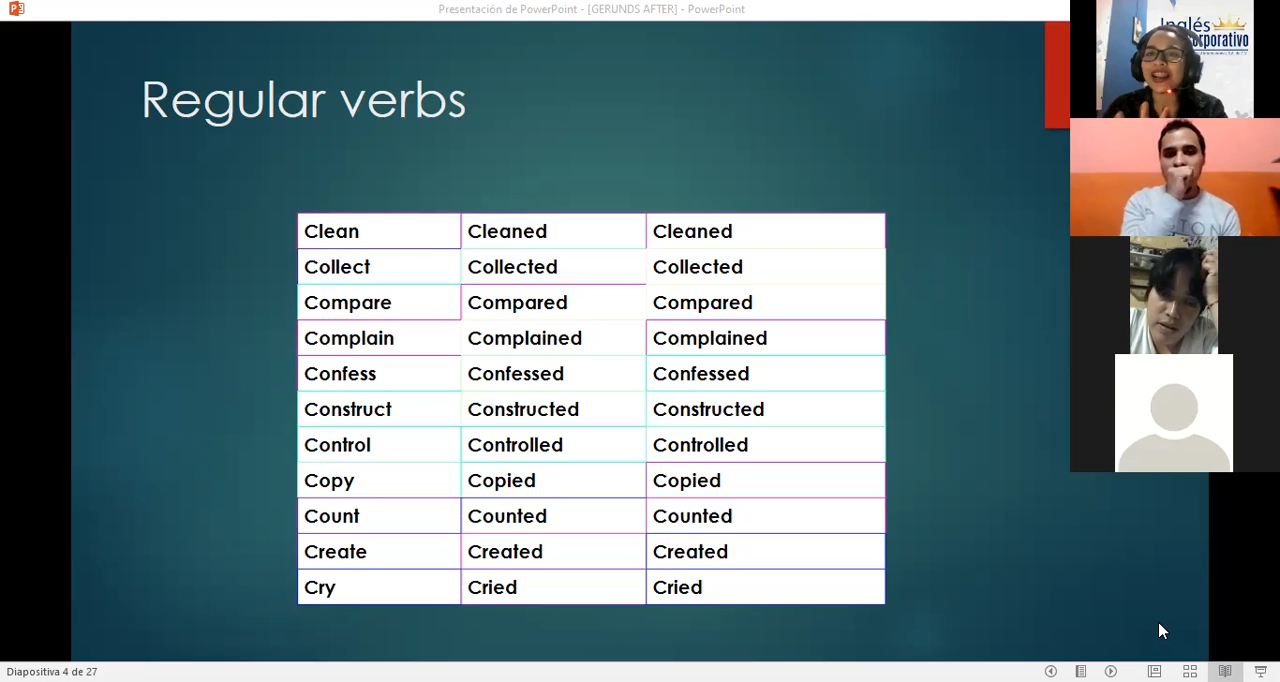 Presentación de PowerPoint - [GERUNDS AFTER] - PowerPoint
Inglés
Corporativo
Regular verbs
Clean Cleaned Cleaned
Collect Collected Collected
Compare Compared Compared
Complain Complained Complained
Confess Confessed Confessed
Construct Constructed Constructed
Control Controlled Controlled
Copy Copied Copied
Count Counted Counted
Create Created Created
Cry Cried Cried
Diapositiva 4 de 27